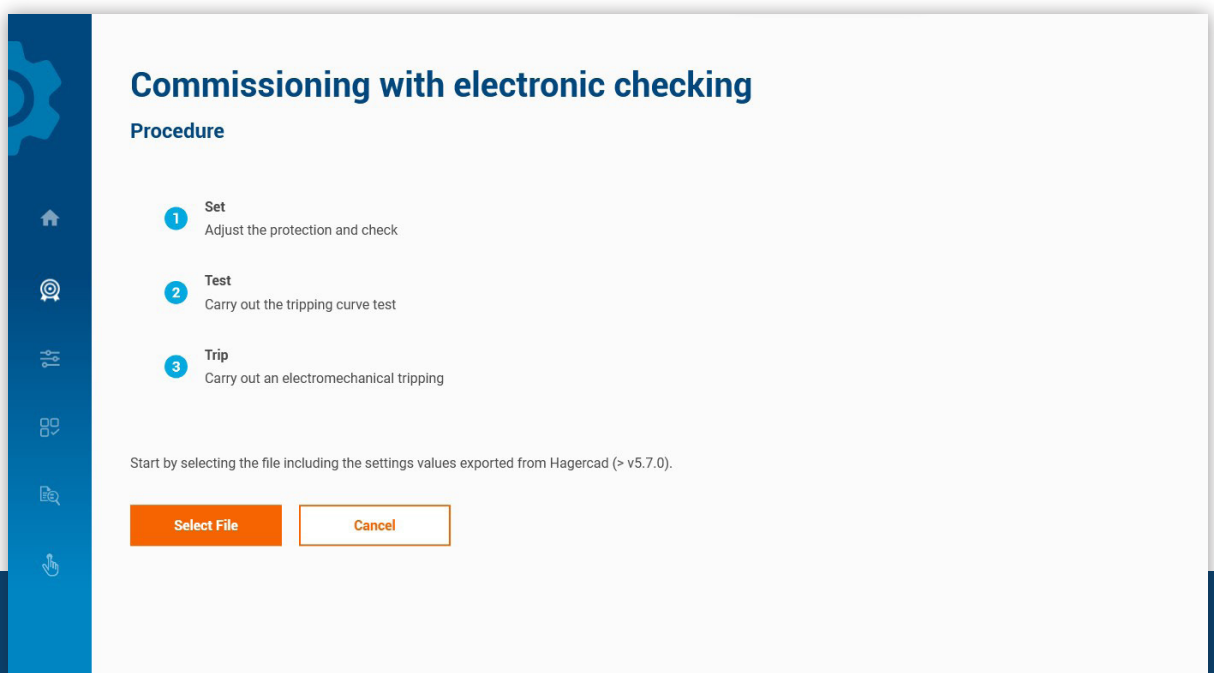 Commissioning with electronic checking
Procedure
1
Set
Adjust the protection and check
2
Test
Carry out the tripping curve test
3
Trip
Carry out an electromechanical tripping
Start by selecting the file including the settings values exported from Hagercad (> v5.7.0).
Select File
Cancel